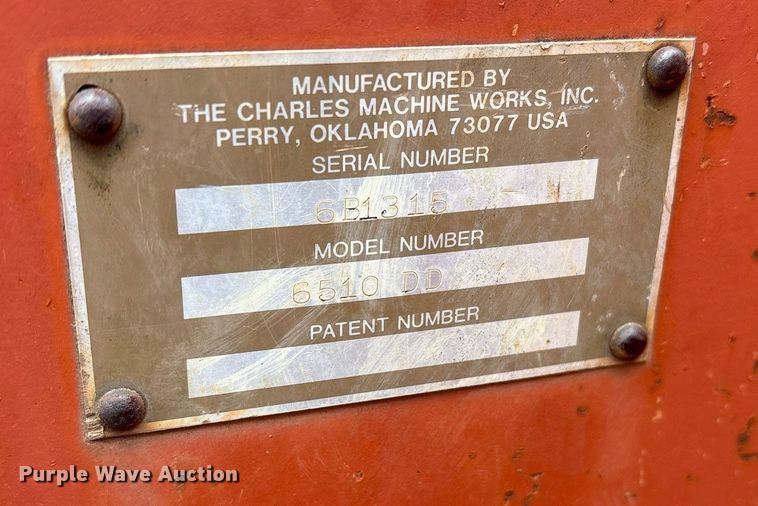 MANUFACTURED BY
THE CHARLES MACHINE WORKS, INC.
PERRY, OKLAHOMA 73077 USA
SERIAL NUMBER
6B1315
MODEL NUMBER
6510 DD
PATENT NUMBER
Purple Wave Auction